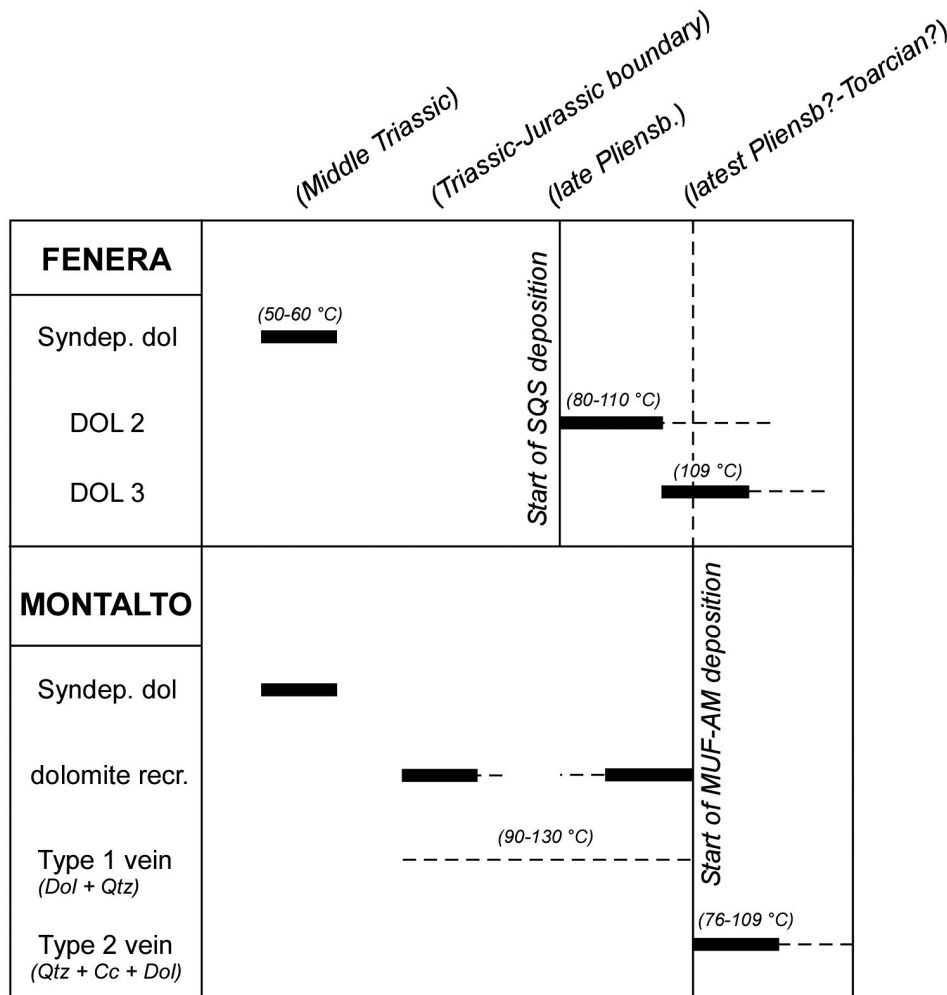 (Middle Triassic)
(Triassic-Jurassic boundary)
(late Pliensb.)
(latest Pliensb?-Toarcian?)
FENERA
Start of SQS deposition
Syndep. dol
(50-60 °C)
DOL 2
(80-110 °C)
DOL 3
(109 °C)
MONTALTO
Start of MUF-AM deposition
Syndep. dol
dolomite recr.
Type 1 vein
(Dol + Qtz)
(90-130 °C)
Type 2 vein
(Qtz + Cc + Dol)
(76-109 °C)